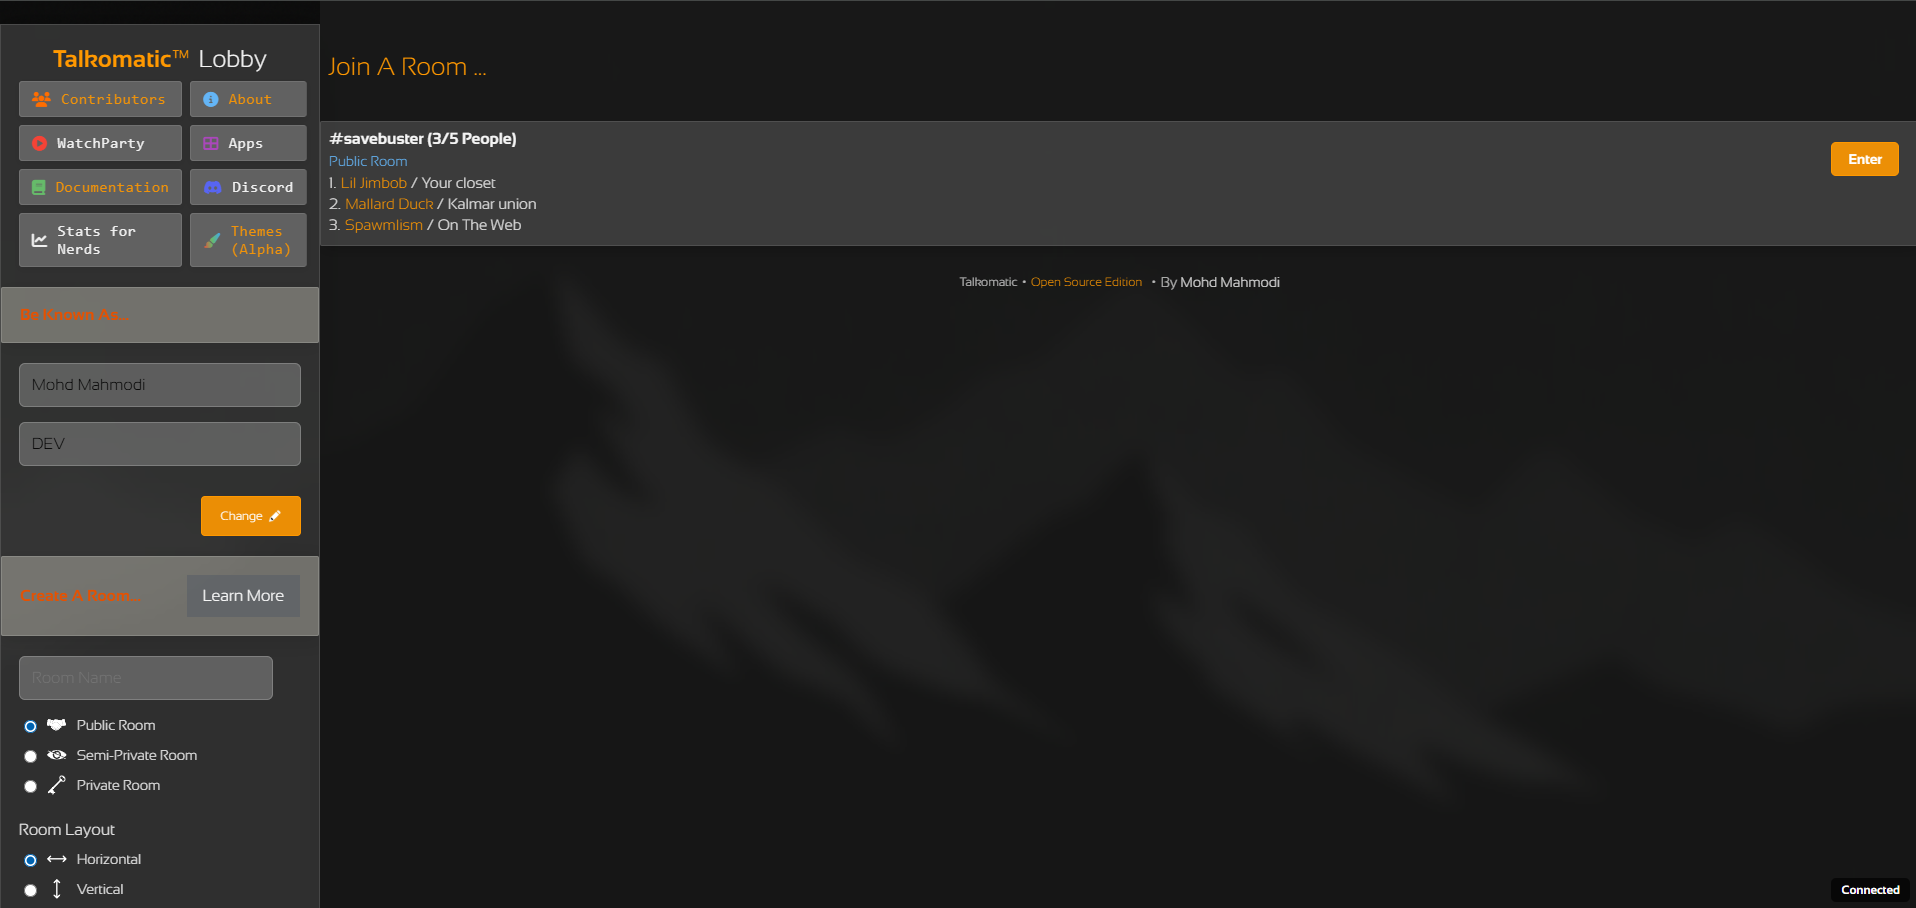 Talkomatic™ Lobby
Contributors
About
WatchParty
Apps
Documentation
Discord
Stats for
Nerds
Themes
(Alpha)
Be Known As...
Mohd Mahmodi
DEV
Change
Create A Room...
Learn More
Room Name
Public Room
Semi-Private Room
Private Room
Room Layout
Horizontal
Vertical
Join A Room ...
#savebuster (3/5 People)
Public Room
1. Lil Jimbob / Your closet
2. Mallard Duck / Kalmar union
3. Spawmlism / On The Web
Enter
Talkomatic • Open Source Edition • By Mohd Mahmodi
Connected